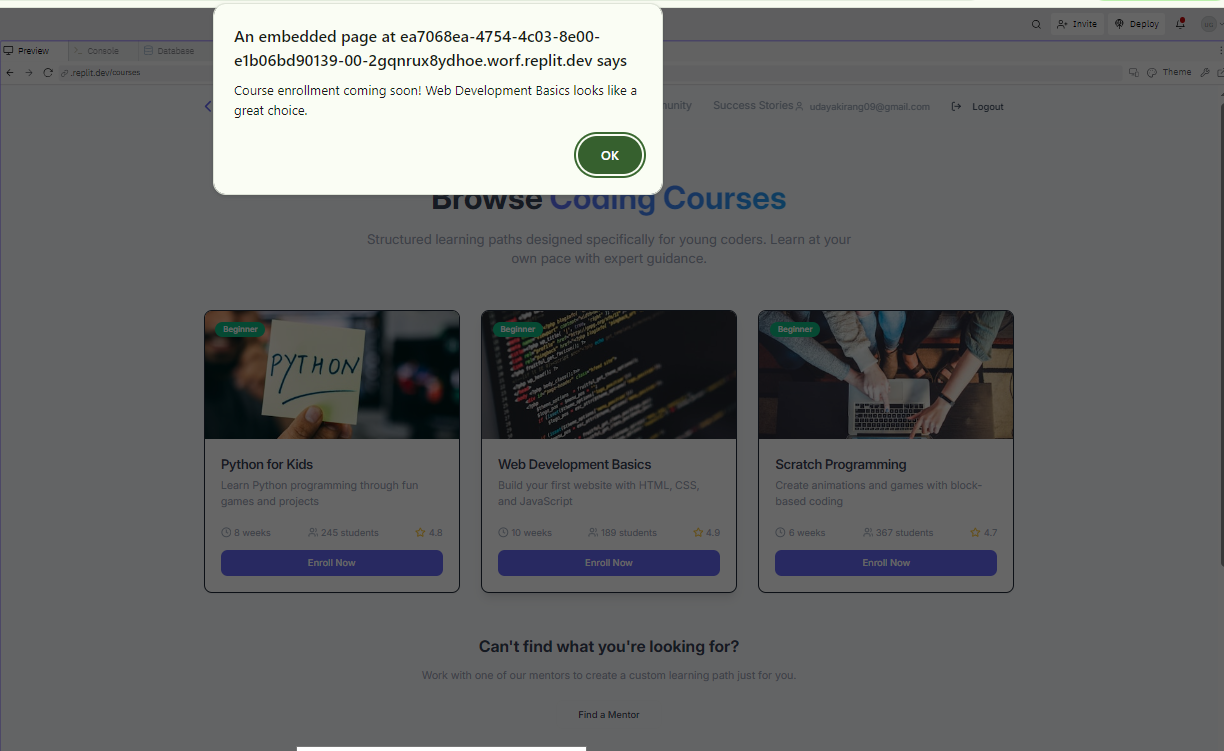 Invite
Deploy
Preview
Console
Database
.replit.dev/courses
Theme
An embedded page at ea7068ea-4754-4c03-8e00-
e1b06bd90139-00-2gqnrux8ydhoe.worf.replit.dev says
Course enrollment coming soon! Web Development Basics looks like a
great choice.
OK
Success Stories
udayakirang09@gmail.com
Logout
Browse Coding Courses
Structured learning paths designed specifically for young coders. Learn at your
own pace with expert guidance.
Beginner
PYTHON
Python for Kids
Learn Python programming through fun
games and projects
8 weeks
245 students
4.8
Enroll Now
Beginner
Web Development Basics
Build your first website with HTML, CSS,
and JavaScript
10 weeks
189 students
4.9
Enroll Now
Beginner
Scratch Programming
Create animations and games with block-
based coding
6 weeks
367 students
4.7
Enroll Now
Can't find what you're looking for?
Work with one of our mentors to create a custom learning path just for you.
Find a Mentor